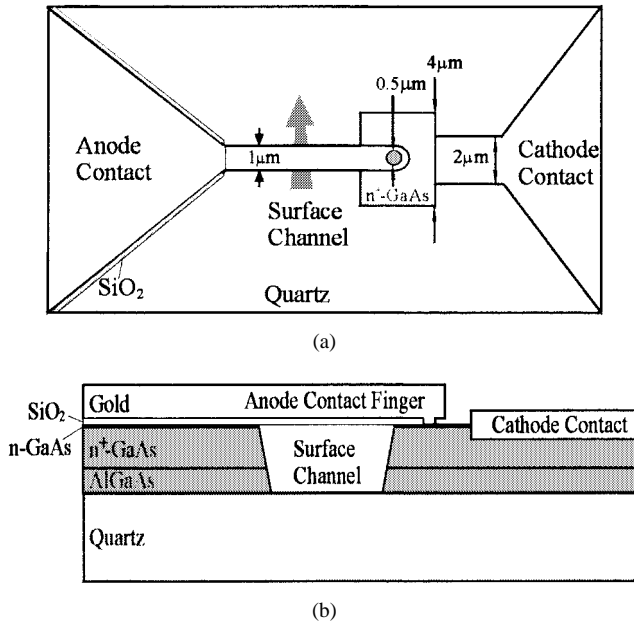 4μm
0.5μm
Anode
Contact
1μm
2μm
Cathode
Contact
n⁺-GaAs
Surface
Channel
SiO₂
Quartz
(a)
SiO₂
Gold
Anode Contact Finger
Cathode Contact
n-GaAs
n⁺-GaAs
Surface
Channel
AlGaAs
Quartz
(b)